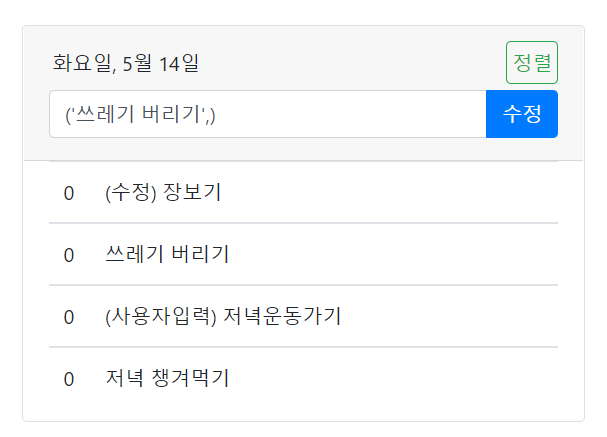 화요일, 5월 14일 정렬
('쓰레기 버리기',) 수정
0 (수정) 장보기
0 쓰레기 버리기
0 (사용자입력) 저녁운동가기
0 저녁 챙겨먹기